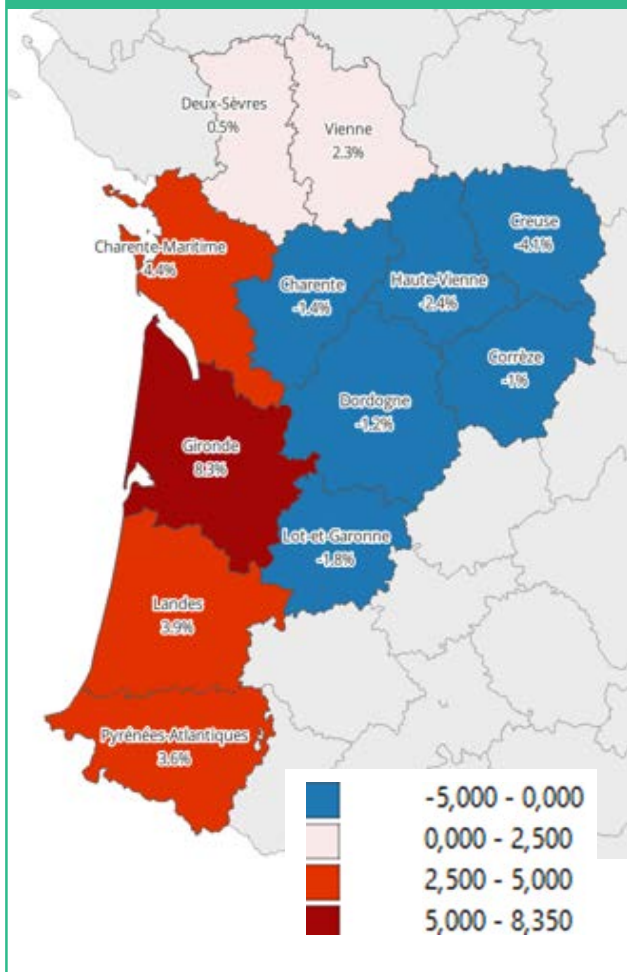 Deux-Sèvres
0.5%
Vienne
2.3%
Creuse
-4.1%
Charente-Maritime
4.4%
Charente
-1.4%
Haute-Vienne
-2.4%
Corrèze
-1%
Dordogne
-1.2%
Gironde
8.3%
Lot-et-Garonne
-1.8%
Landes
3.9%
Pyrénées-Atlantiques
3.6%
-5,000 - 0,000
0,000 - 2,500
2,500 - 5,000
5,000 - 8,350